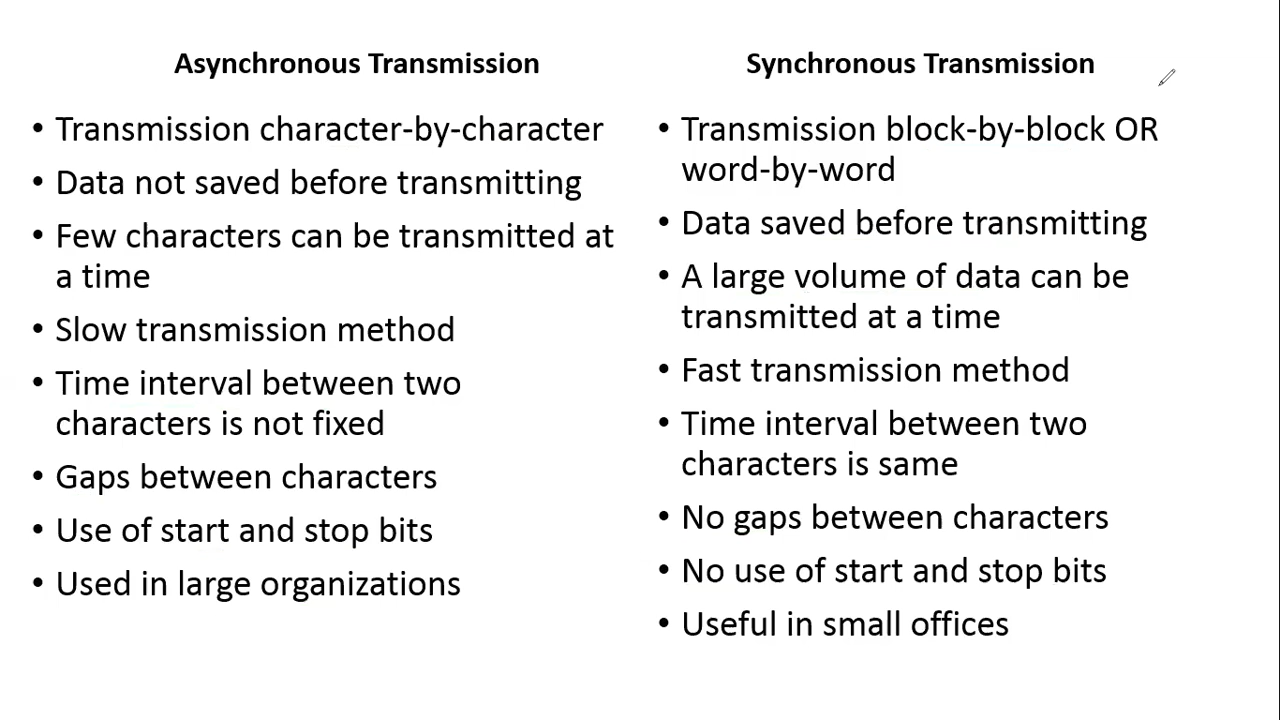 Asynchronous Transmission
• Transmission character-by-character
• Data not saved before transmitting
• Few characters can be transmitted at
a time
• Slow transmission method
• Time interval between two
characters is not fixed
• Gaps between characters
• Use of start and stop bits
• Used in large organizations
Synchronous Transmission
• Transmission block-by-block OR
word-by-word
• Data saved before transmitting
• A large volume of data can be
transmitted at a time
• Fast transmission method
• Time interval between two
characters is same
• No gaps between characters
• No use of start and stop bits
• Useful in small offices